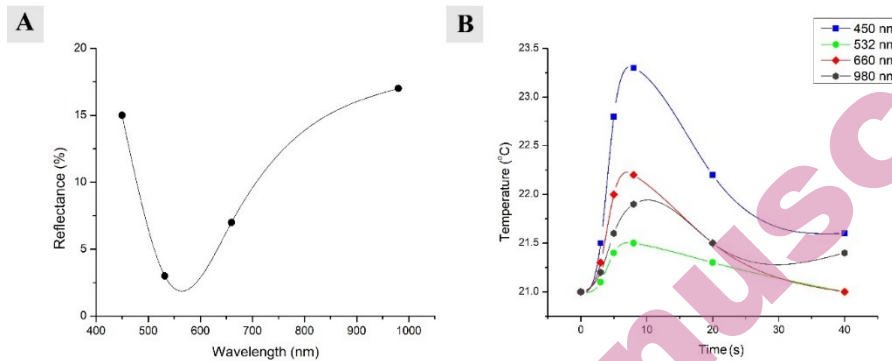 A
20
15
10
5
0
Reflectance (%)
400 500 600 700 800 900 1000
Wavelength (nm)
B
450 nm
532 nm
660 nm
980 nm
23.5
23.0
22.5
22.0
21.5
21.0
Temperature (°C)
0 10 20 30 40
Time (s)
nusc